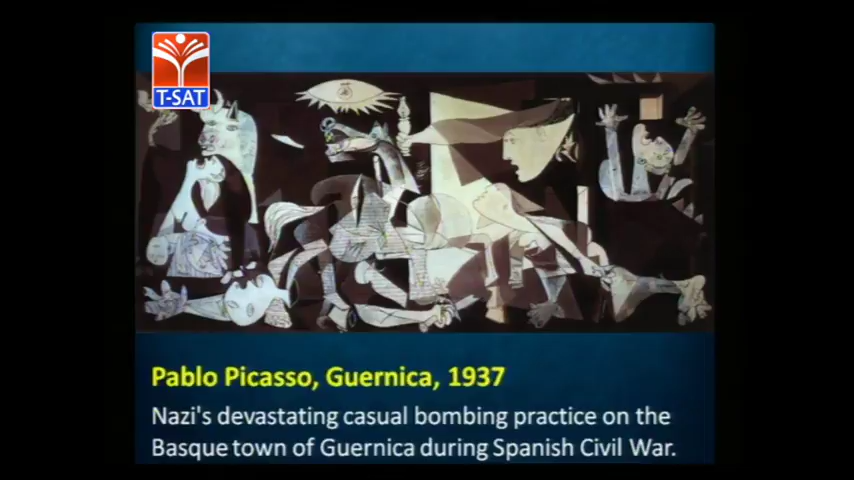 T-SAT
Pablo Picasso, Guernica, 1937
Nazi's devastating casual bombing practice on the
Basque town of Guernica during Spanish Civil War.